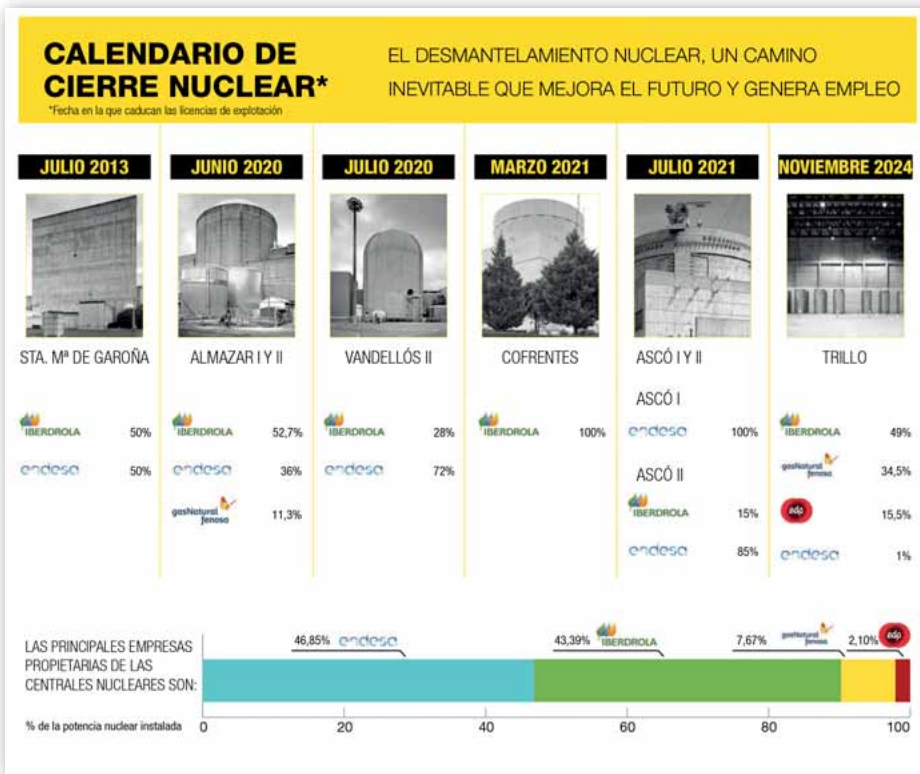 CALENDARIO DE
CIERRE NUCLEAR*
*Fecha en la que caducan las licencias de explotación
EL DESMANTELAMIENTO NUCLEAR, UN CAMINO
INEVITABLE QUE MEJORA EL FUTURO Y GENERA EMPLEO
JULIO 2013
STA. Mª DE GAROÑA
IBERDROLA 50%
endesa 50%
JUNIO 2020
ALMAZAR I Y II
IBERDROLA 52,7%
endesa 36%
gasNatural
fenosa 11,3%
JULIO 2020
VANDELLÓS II
IBERDROLA 28%
endesa 72%
MARZO 2021
COFRENTES
IBERDROLA 100%
JULIO 2021
ASCÓ I Y II
ASCÓ I
endesa 100%
ASCÓ II
IBERDROLA 15%
endesa 85%
NOVIEMBRE 2024
TRILLO
IBERDROLA 49%
gasNatural
fenosa 34,5%
edp 15,5%
endesa 1%
LAS PRINCIPALES EMPRESAS
PROPIETARIAS DE LAS
CENTRALES NUCLEARES SON:
46,85% endesa
43,39% IBERDROLA
7,67% gasNatural
fenosa
2,10% edp
% de la potencia nuclear instalada
0 20 40 60 80 100